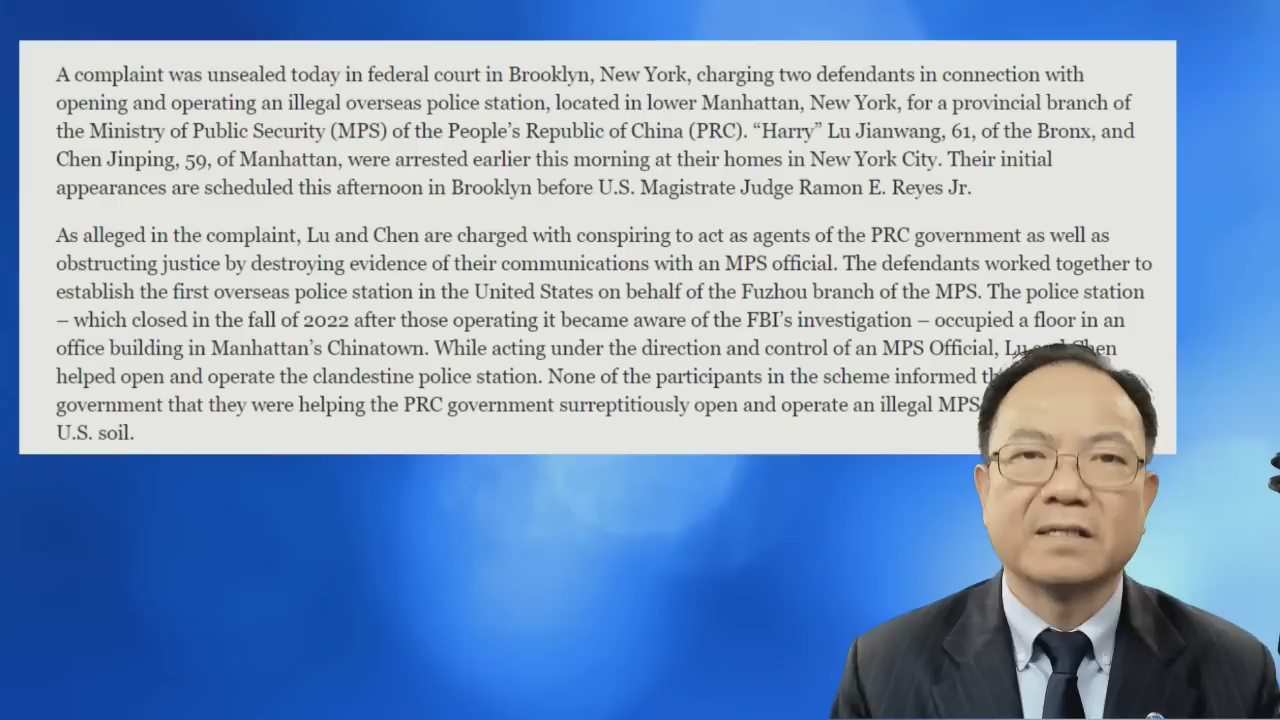 A complaint was unsealed today in federal court in Brooklyn, New York, charging two defendants in connection with
opening and operating an illegal overseas police station, located in lower Manhattan, New York, for a provincial branch of
the Ministry of Public Security (MPS) of the People’s Republic of China (PRC). “Harry” Lu Jianwang, 61, of the Bronx, and
Chen Jinping, 59, of Manhattan, were arrested earlier this morning at their homes in New York City. Their initial
appearances are scheduled this afternoon in Brooklyn before U.S. Magistrate Judge Ramon E. Reyes Jr.
As alleged in the complaint, Lu and Chen are charged with conspiring to act as agents of the PRC government as well as
obstructing justice by destroying evidence of their communications with an MPS official. The defendants worked together to
establish the first overseas police station in the United States on behalf of the Fuzhou branch of the MPS. The police station
– which closed in the fall of 2022 after those operating it became aware of the FBI’s investigation – occupied a floor in an
office building in Manhattan’s Chinatown. While acting under the direction and control of an MPS Official, Lu and Chen
helped open and operate the clandestine police station. None of the participants in the scheme informed
government that they were helping the PRC government surreptitiously open and operate an illegal MPS
U.S. soil.